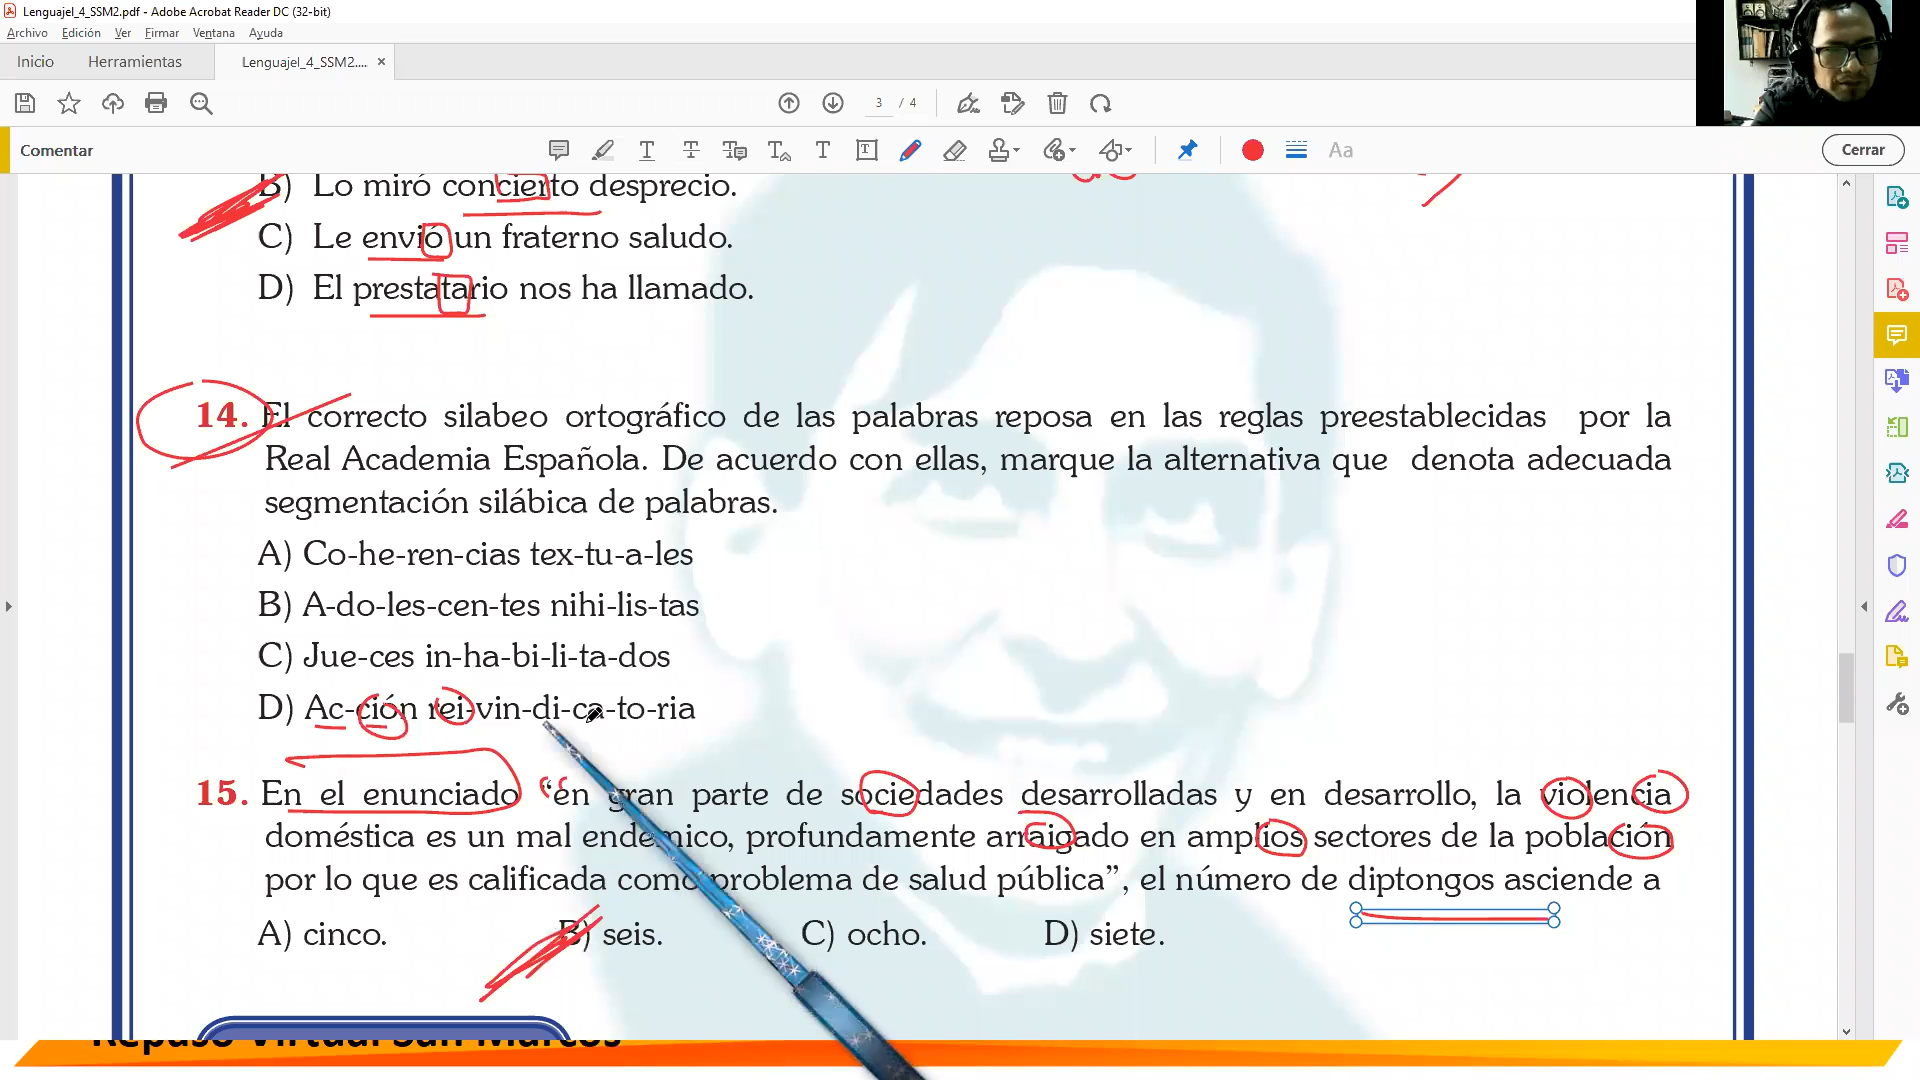 Lenguajel_4_SSM2.pdf - Adobe Acrobat Reader DC (32-bit)
Archivo Edición Ver Firmar Ventana Ayuda
Inicio Herramientas Lenguajel_4_SSM2.... ×
3 / 4
Comentar Aa Cerrar
B) Lo miró concierto desprecio.
C) Le envió un fraterno saludo.
D) El prestatario nos ha llamado.
14. El correcto silabeo ortográfico de las palabras reposa en las reglas preestablecidas por la
Real Academia Española. De acuerdo con ellas, marque la alternativa que denota adecuada
segmentación silábica de palabras.
A) Co-he-ren-cias tex-tu-a-les
B) A-do-les-cen-tes nihi-lis-tas
C) Jue-ces in-ha-bi-li-ta-dos
D) Ac-ción rei-vin-di-ca-to-ria
15. En el enunciado “en gran parte de sociedades desarrolladas y en desarrollo, la violencia
doméstica es un mal endémico, profundamente arraigado en amplios sectores de la población
por lo que es calificada como problema de salud pública”, el número de diptongos asciende a
A) cinco. B) seis. C) ocho. D) siete.
Repaso Virtual San Marcos